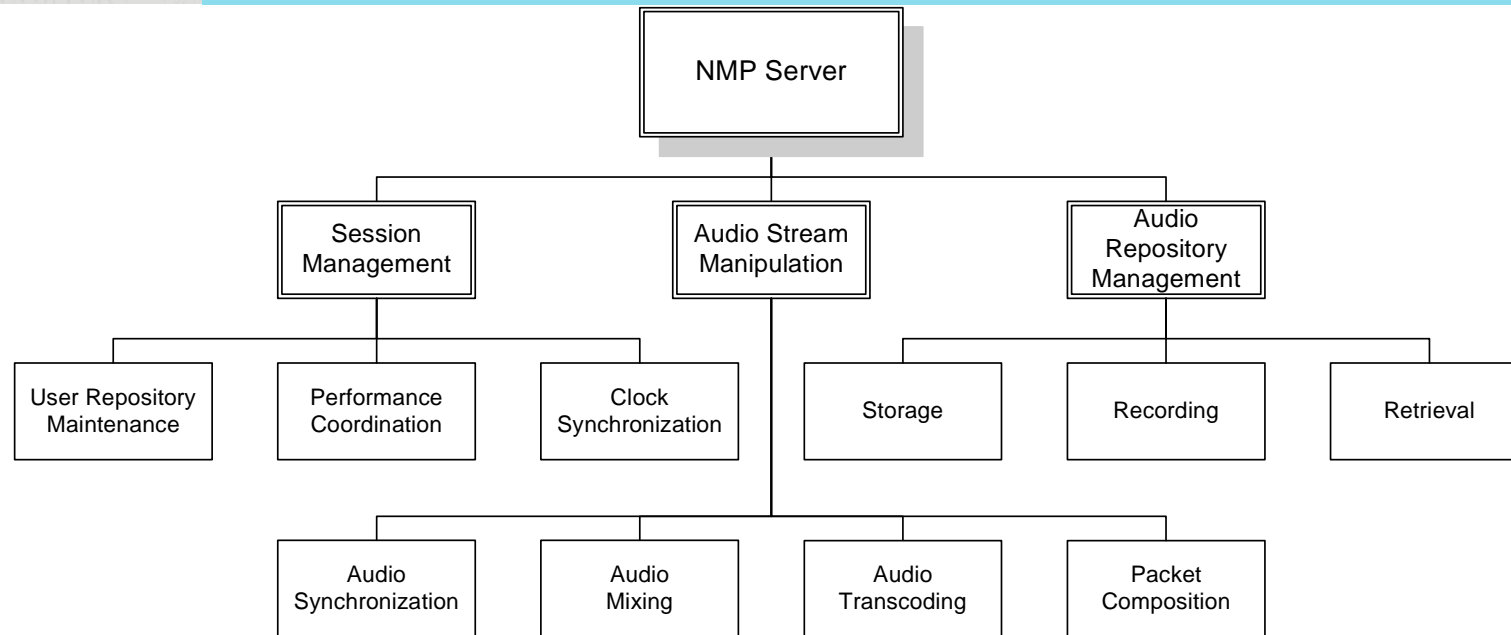 NMP Server
Session
Management
Audio Stream
Manipulation
Audio
Repository
Management
User Repository
Maintenance
Performance
Coordination
Clock
Synchronization
Storage
Recording
Retrieval
Audio
Synchronization
Audio
Mixing
Audio
Transcoding
Packet
Composition